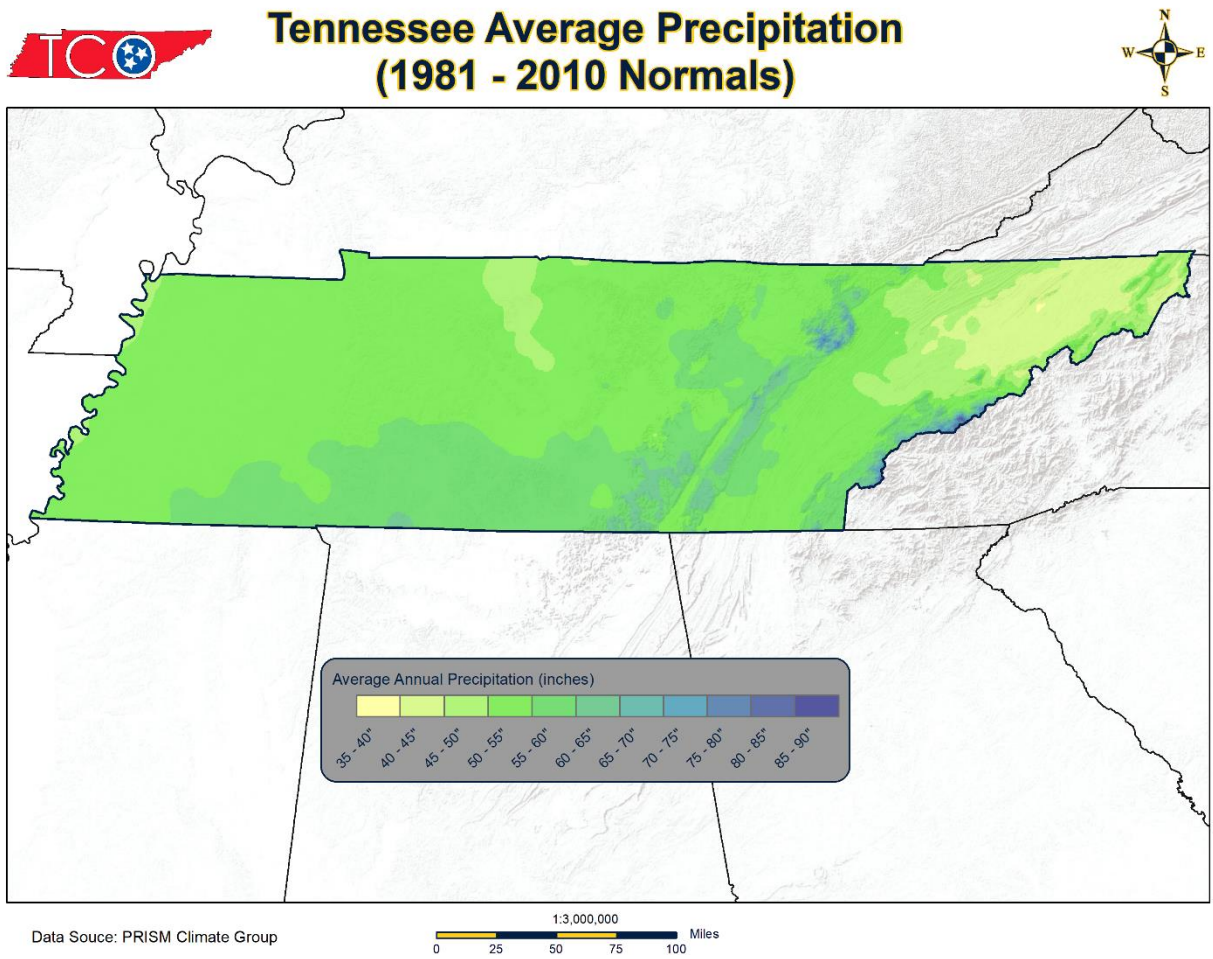 TCO
Tennessee Average Precipitation
(1981 - 2010 Normals)
N
W E
S
Average Annual Precipitation (inches)
35 - 40" 40 - 45" 45 - 50" 50 - 55" 55 - 60" 60 - 65" 65 - 70" 70 - 75" 75 - 80" 80 - 85" 85 - 90"
1:3,000,000
Data Souce: PRISM Climate Group
Miles
0 25 50 75 100